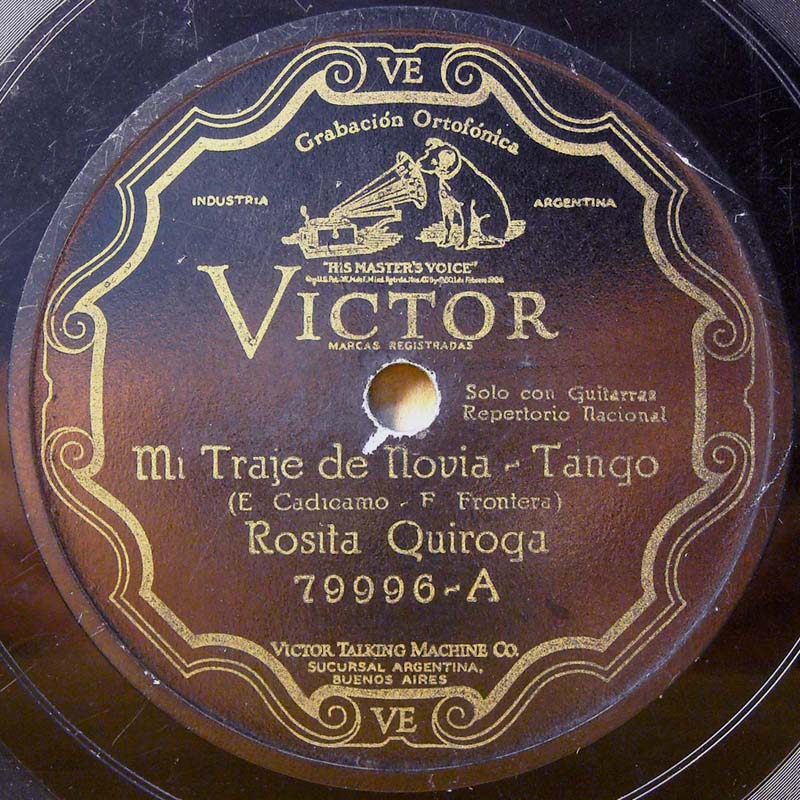 VE
Grabación Ortofónica
INDUSTRIA
ARGENTINA
"HIS MASTER'S VOICE"
VICTOR
MARCAS REGISTRADAS
Solo con Guitarras
Repertorio Nacional
Mi Traje de Novia - Tango
(E Cadicamo - F Frontera)
Rosita Quiroga
79996-A
VICTOR TALKING MACHINE CO.
SUCURSAL ARGENTINA,
BUENOS AIRES
VE